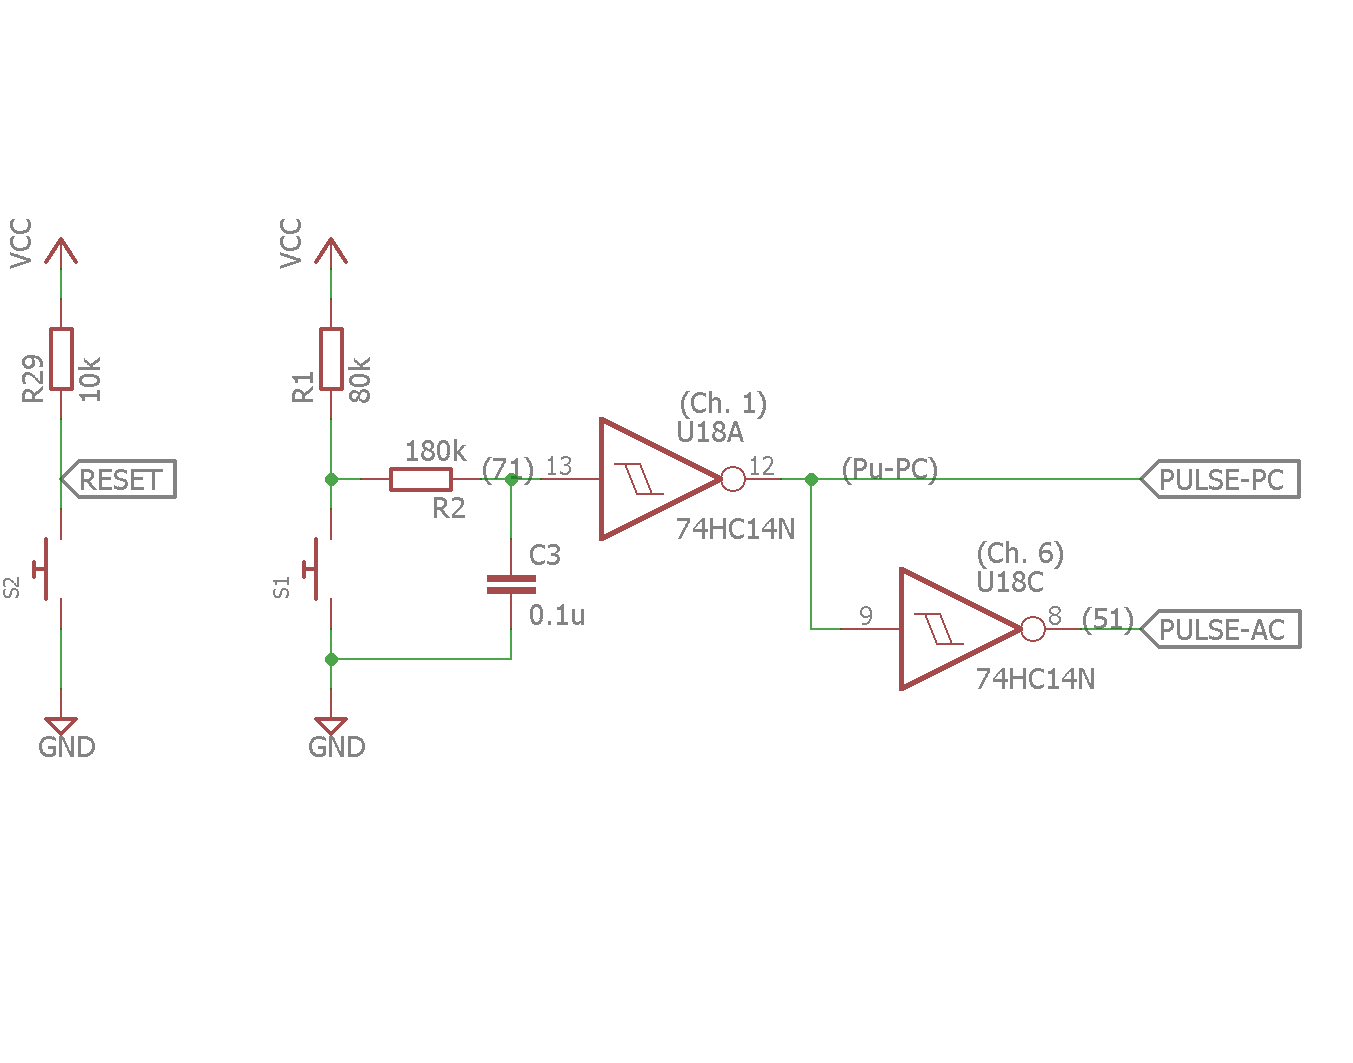 VCC
R29
10k
RESET
S2
GND
VCC
R1
80k
S1
GND
180k
R2
(71)
13
C3
0.1u
(Ch. 1)
U18A
12
74HC14N
(Pu-PC)
PULSE-PC
(Ch. 6)
U18C
9
8
(51)
74HC14N
PULSE-AC